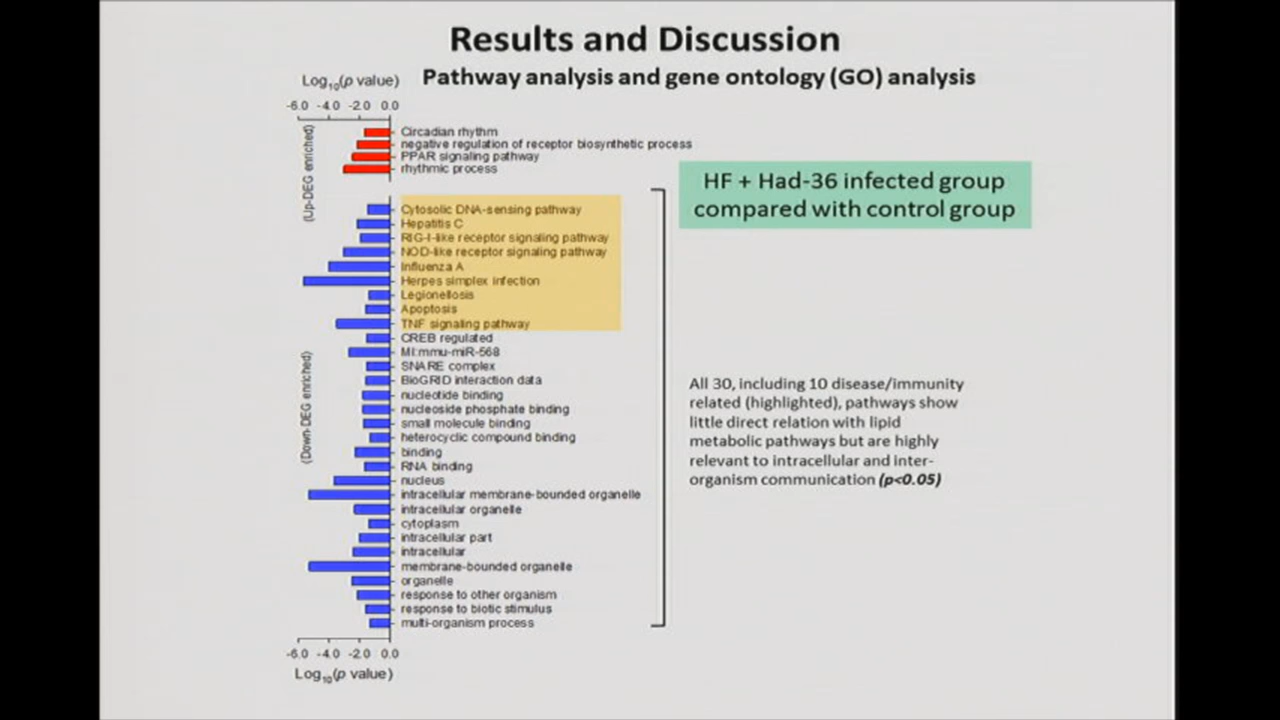 Results and Discussion
Pathway analysis and gene ontology (GO) analysis
Log10(p value)
-6.0 -4.0 -2.0 0.0
(Up-DEG enriched)
Circadian rhythm
negative regulation of receptor biosynthetic process
PPAR signaling pathway
rhythmic process
HF + Had-36 infected group
compared with control group
(Down-DEG enriched)
Cytosolic DNA-sensing pathway
Hepatitis C
RIG-I-like receptor signaling pathway
NOD-like receptor signaling pathway
Influenza A
Herpes simplex infection
Legionellosis
Apoptosis
TNF signaling pathway
CREB regulated
MI:mmu-miR-568
SNARE complex
BioGRID interaction data
nucleotide binding
nucleoside phosphate binding
small molecule binding
heterocyclic compound binding
binding
RNA binding
nucleus
intracellular membrane-bounded organelle
intracellular organelle
cytoplasm
intracellular part
intracellular
membrane-bounded organelle
organelle
response to other organism
response to biotic stimulus
multi-organism process
All 30, including 10 disease/immunity
related (highlighted), pathways show
little direct relation with lipid
metabolic pathways but are highly
relevant to intracellular and inter-
organism communication (p<0.05)
-6.0 -4.0 -2.0 0.0
Log10(p value)